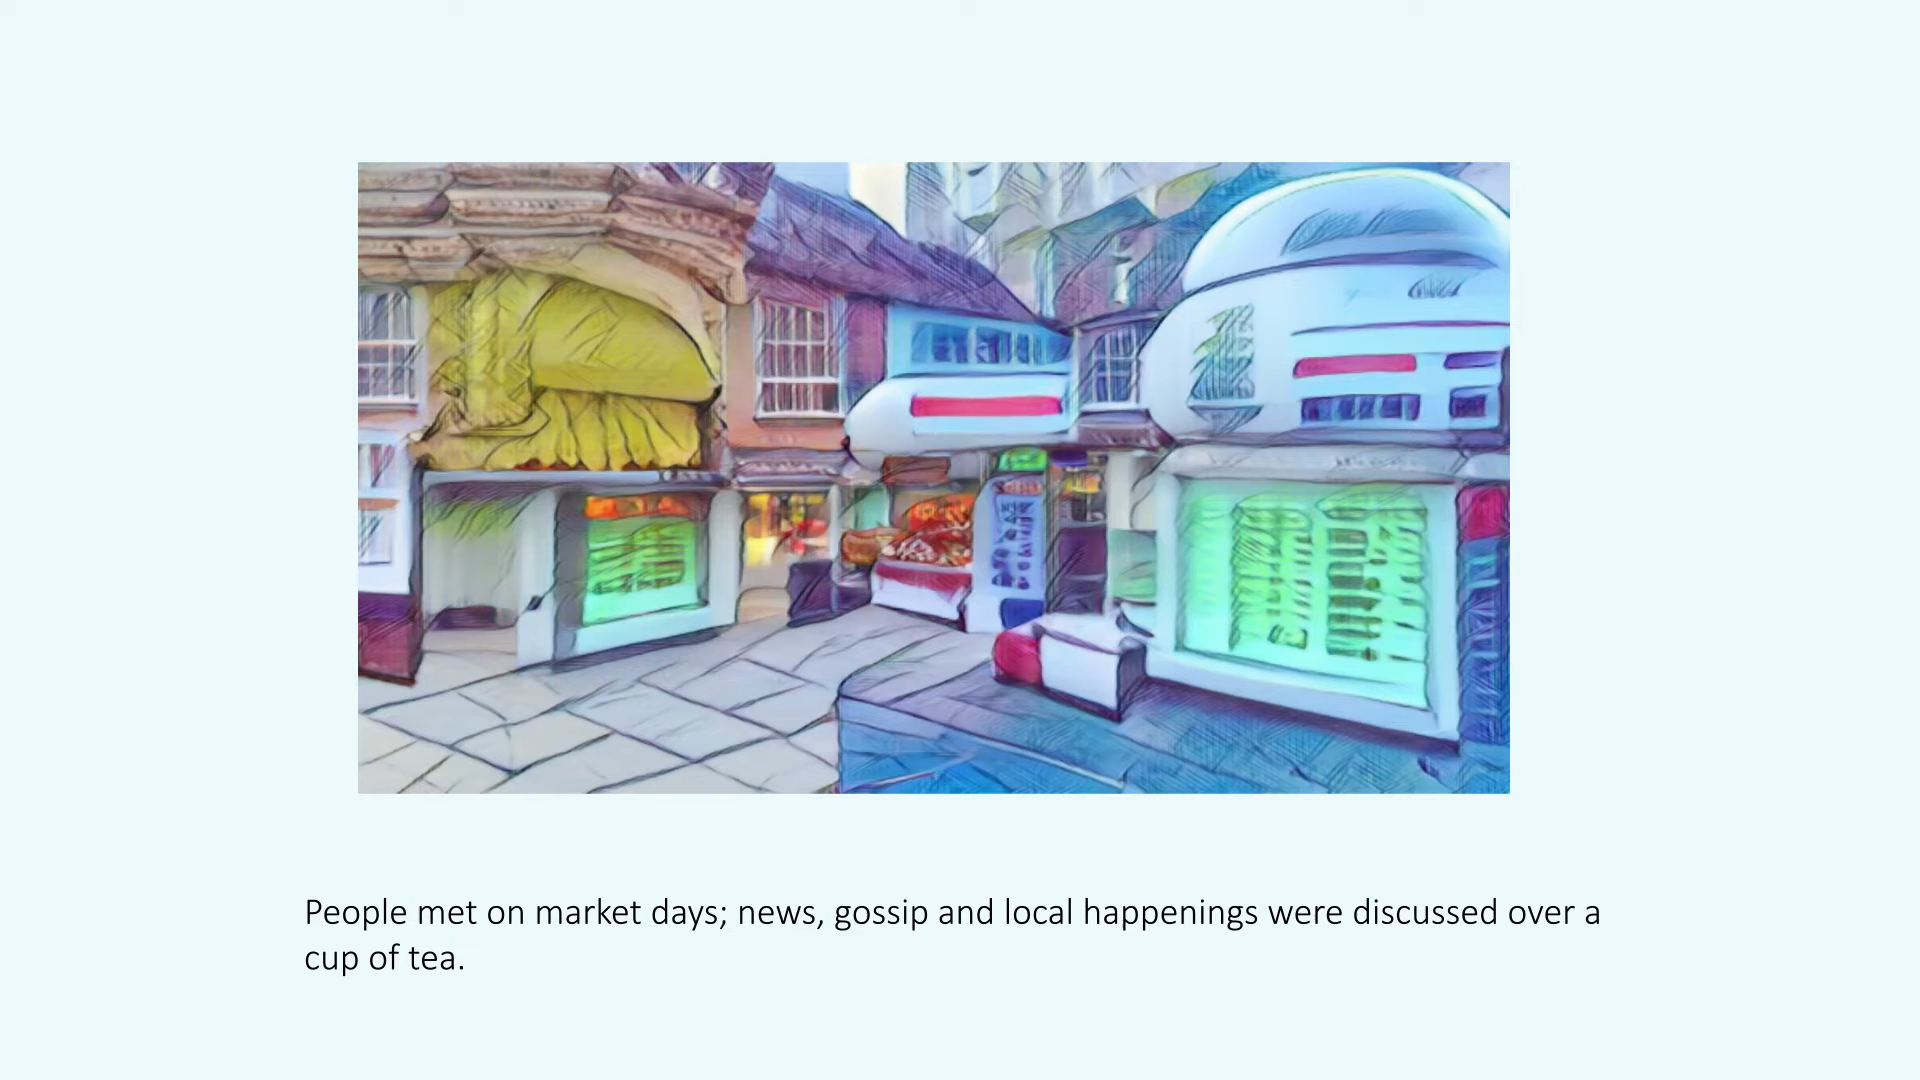 People met on market days; news, gossip and local happenings were discussed over a
cup of tea.